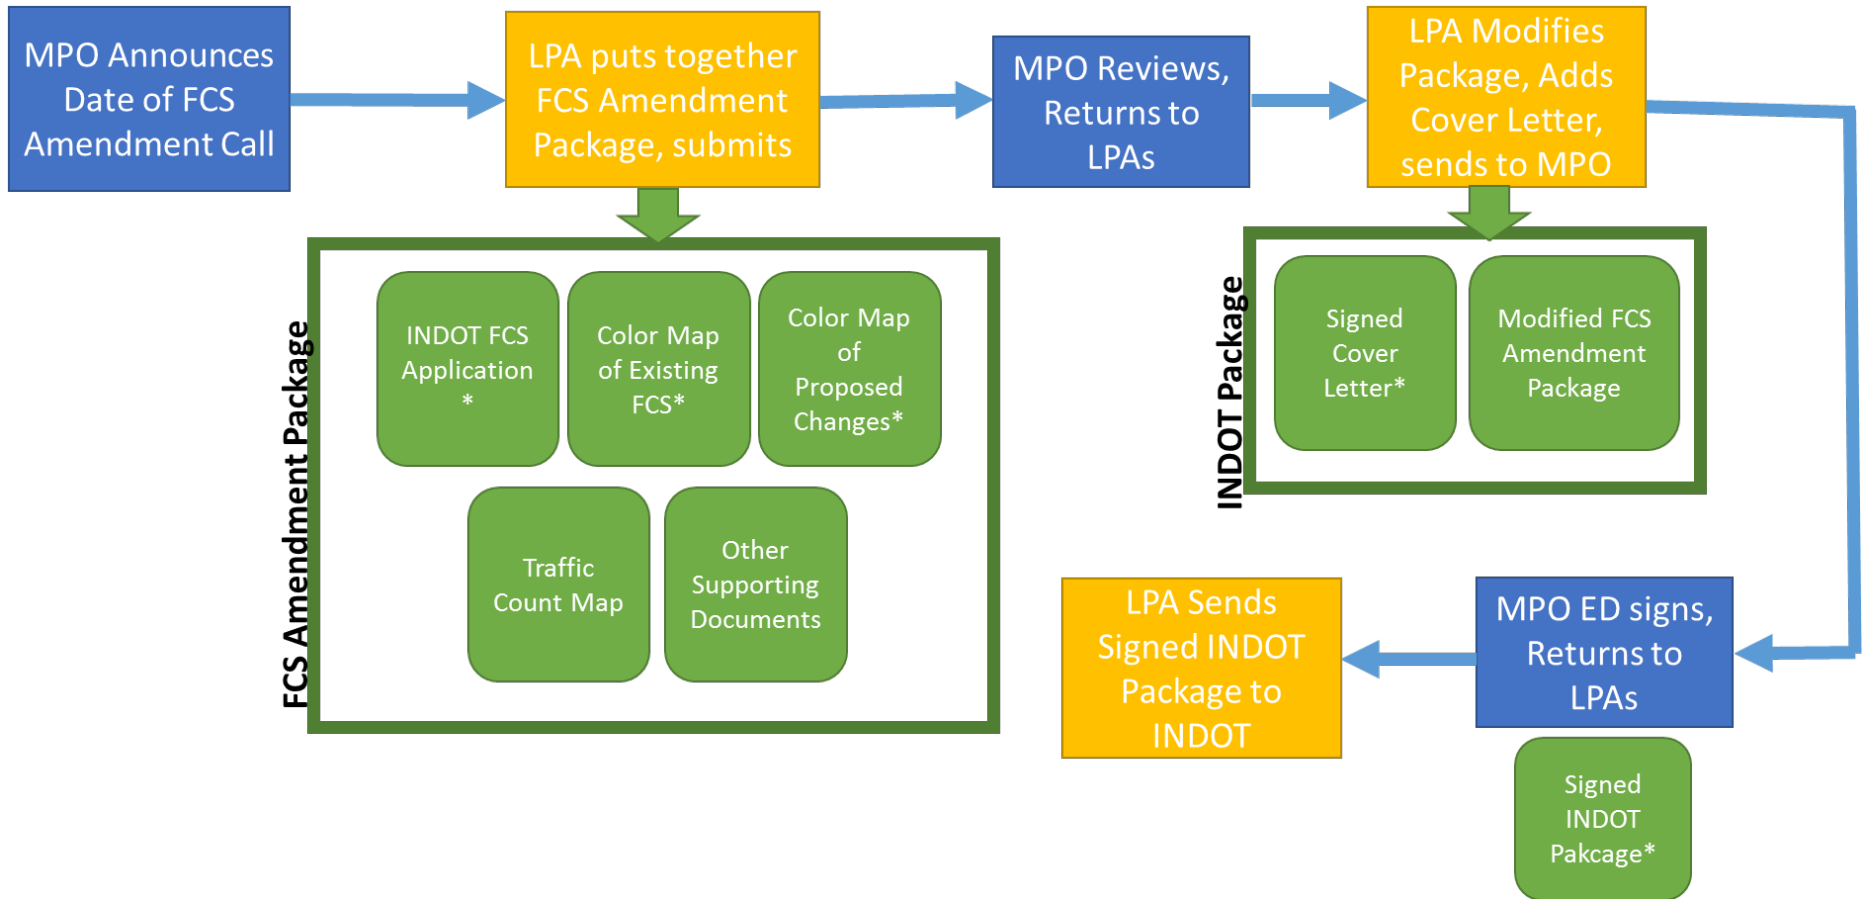 MPO Announces
Date of FCS
Amendment Call
LPA puts together
FCS Amendment
Package, submits
MPO Reviews,
Returns to
LPAs
LPA Modifies
Package, Adds
Cover Letter,
sends to MPO
FCS Amendment Package
INDOT FCS
Application
*
Color Map
of Existing
FCS*
Color Map
of
Proposed
Changes*
Traffic
Count Map
Other
Supporting
Documents
INDOT Package
Signed
Cover
Letter*
Modified FCS
Amendment
Package
MPO ED signs,
Returns to
LPAs
Signed
INDOT
Pakcage*
LPA Sends
Signed INDOT
Package to
INDOT